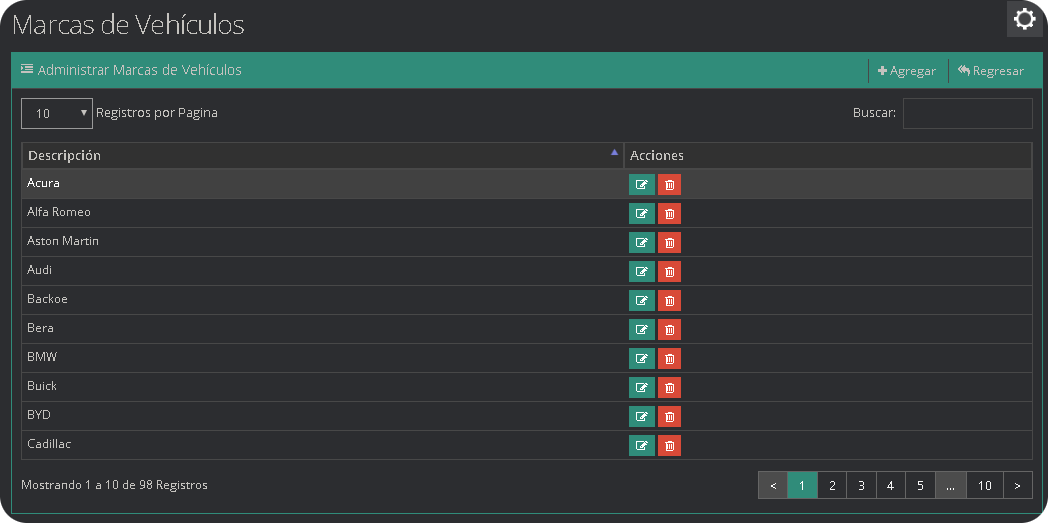 Marcas de Vehículos
Administrar Marcas de Vehículos Agregar Regresar
10 Registros por Pagina Buscar:
Descripción Acciones
Acura
Alfa Romeo
Aston Martin
Audi
Backoe
Bera
BMW
Buick
BYD
Cadillac
Mostrando 1 a 10 de 98 Registros < 1 2 3 4 5 ... 10 >